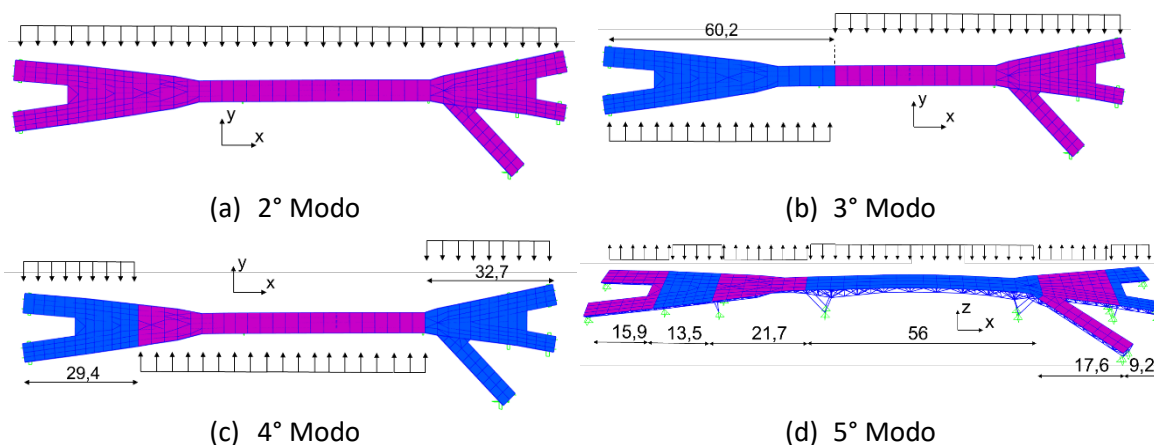 y
x
(a) 2° Modo
60,2
y
x
(b) 3° Modo
y
x
32,7
29,4
(c) 4° Modo
z
x
15,9
13,5
21,7
56
17,6
9,2
(d) 5° Modo